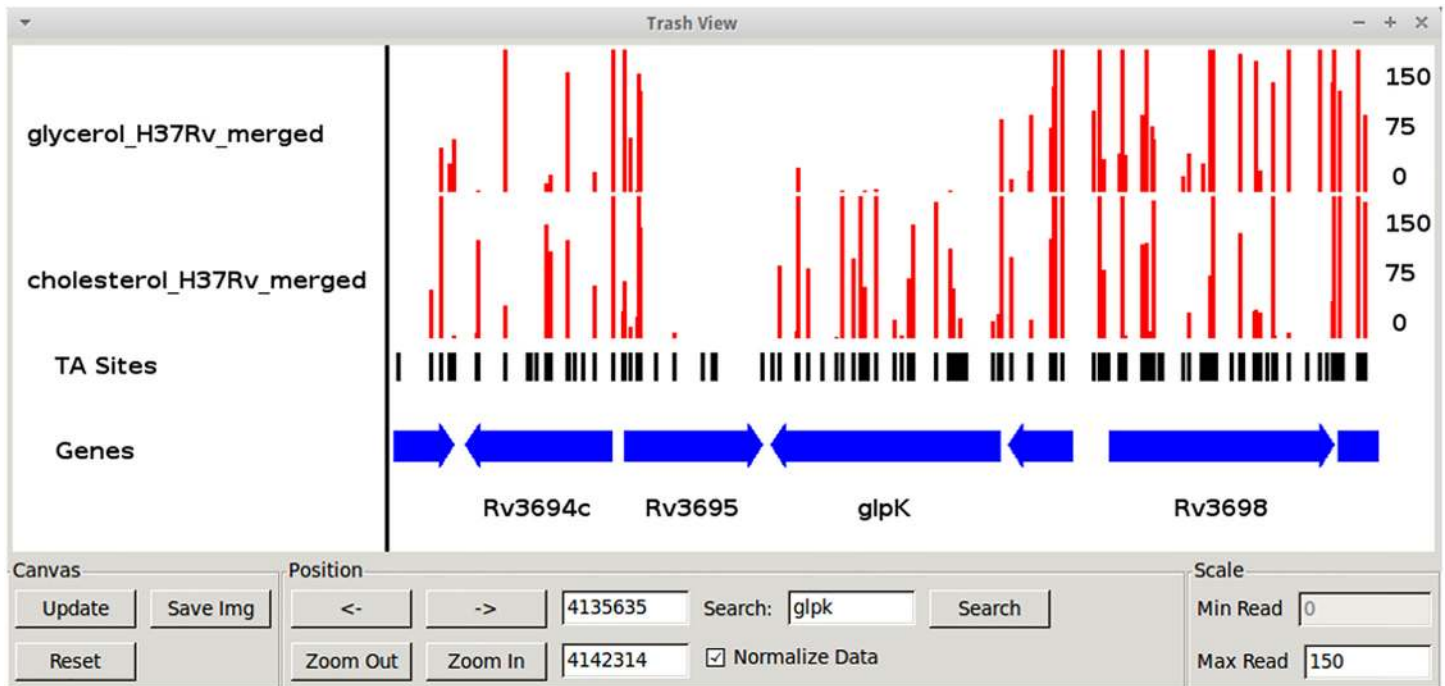 Trash View
glycerol_H37Rv_merged
150
75
0
cholesterol_H37Rv_merged
150
75
0
TA Sites
Genes
Rv3694c Rv3695 glpK Rv3698
Canvas Position Scale
Update Save Img <- -> 4135635 Search: glpk Search Min Read 0
Reset Zoom Out Zoom In 4142314 Normalize Data Max Read 150